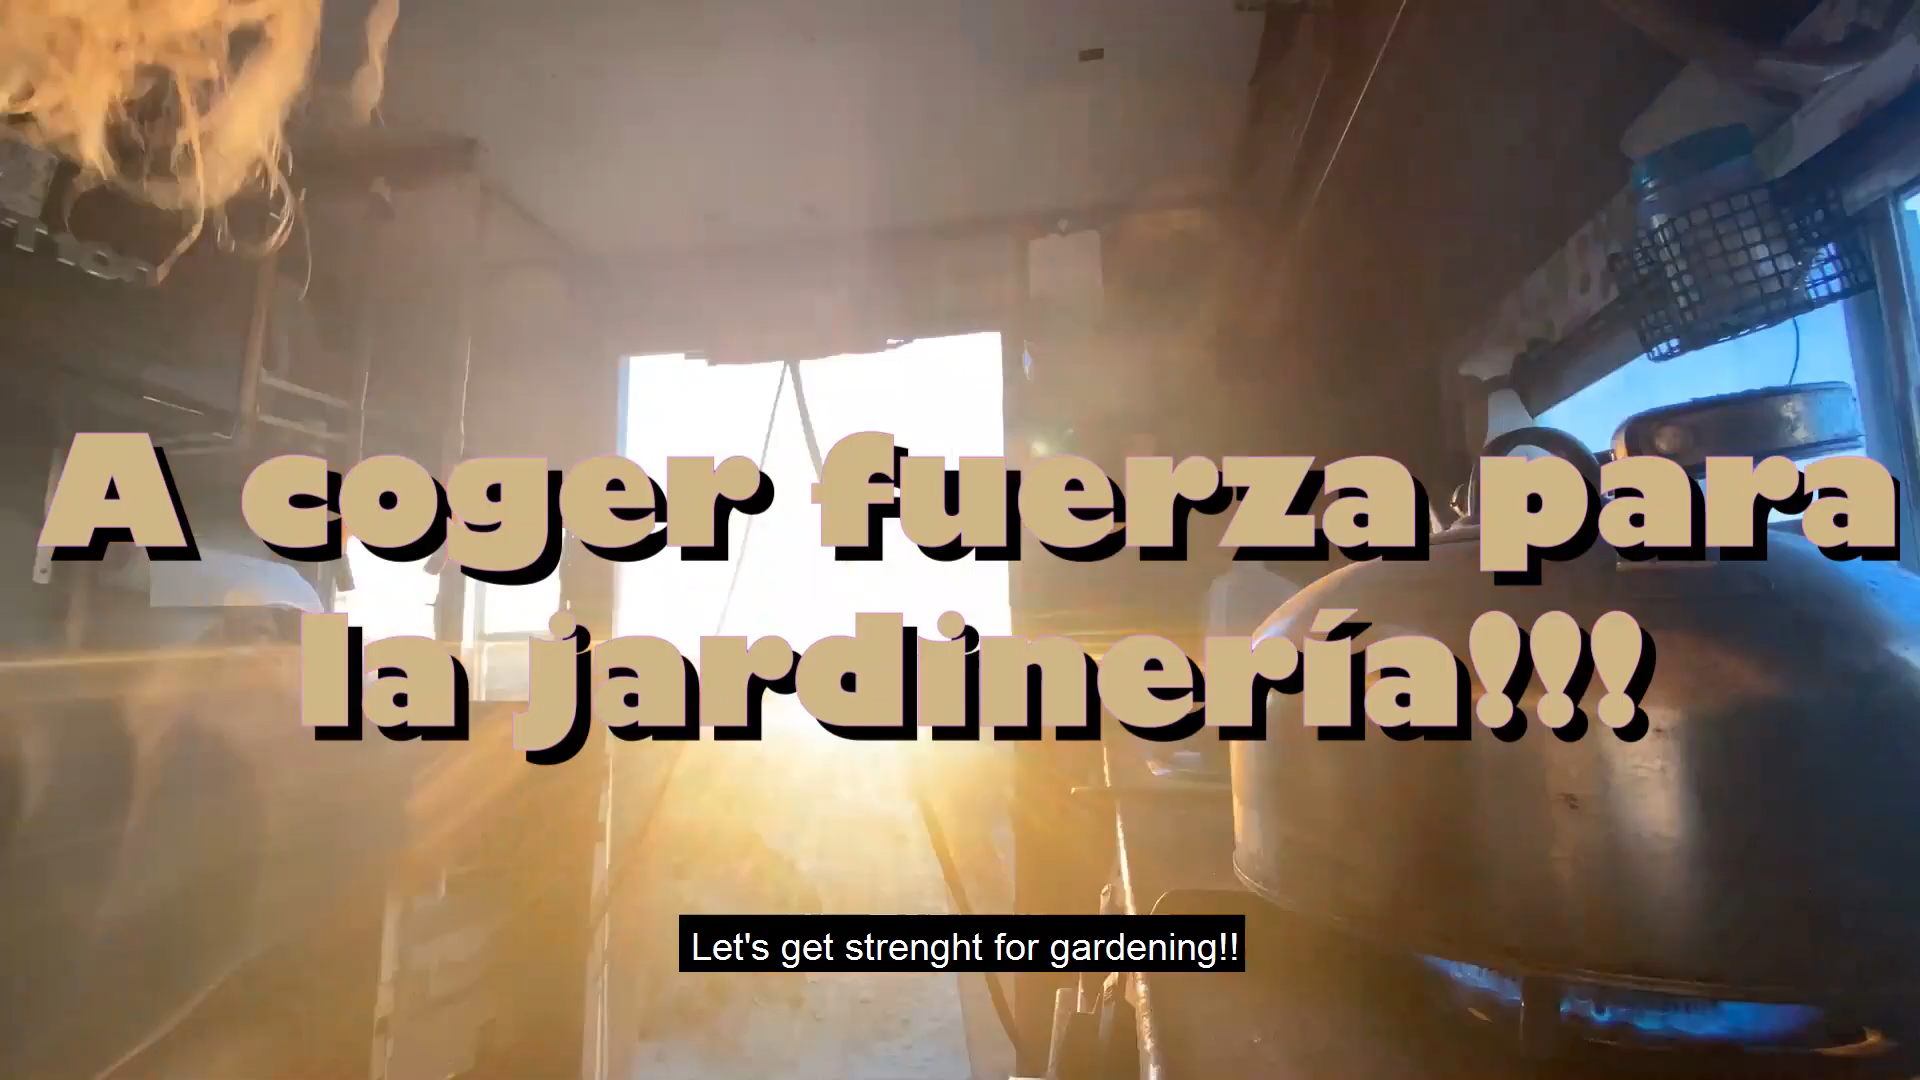 A coger fuerza para
la jardinería!!!
Let's get strenght for gardening!!